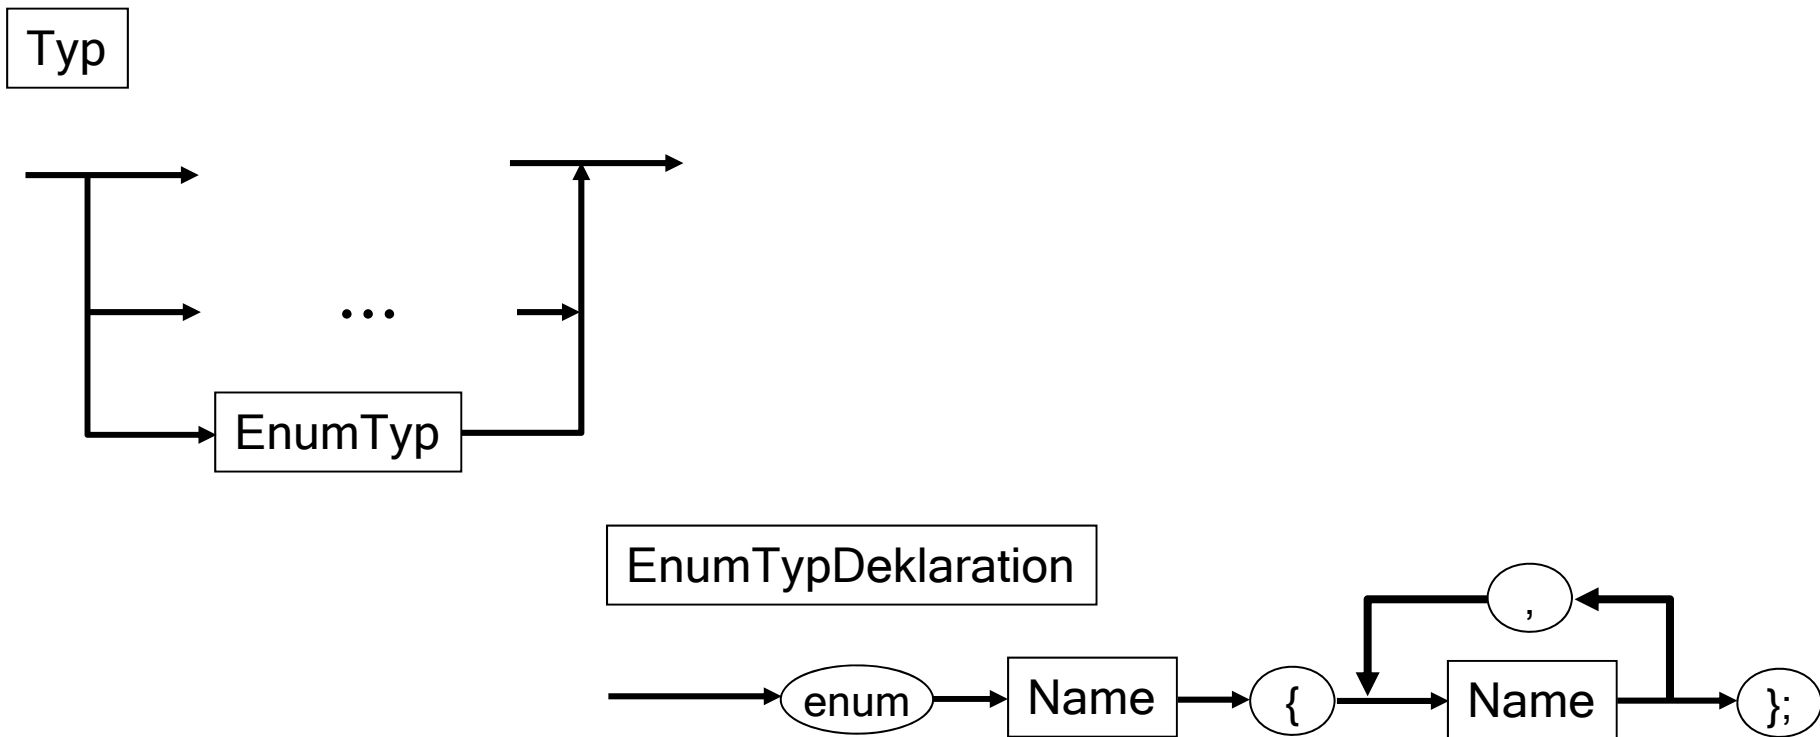 Typ
...
EnumTyp
EnumTypDeklaration
,
enum Name { Name };